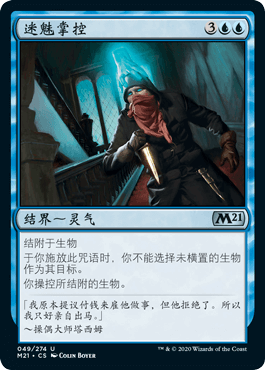 迷魅掌控 3
结界～灵气 M21
结附于生物
于你施放此咒语时，你不能选择未横置的生物
作为其目标。
你操控所结附的生物。
「我原本提议付钱来雇他做事，但他拒绝了。所以
我只好亲自出马。」
～操偶大师塔西姆
049/274 U
M21 • CS COLIN BOYER
™ & © 2020 Wizards of the Coast